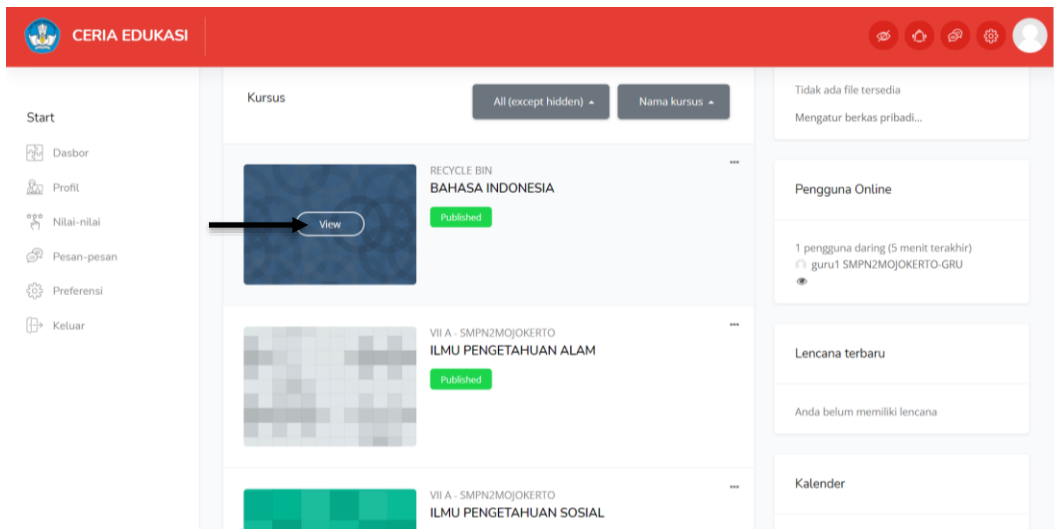 CERIA EDUKASI
Start
Dasbor
Profil
Nilai-nilai
Pesan-pesan
Preferensi
Keluar
Kursus
All (except hidden)
Nama kursus
RECYCLE BIN
BAHASA INDONESIA
Published
View
VII A - SMPN2MOJOKERTO
ILMU PENGETAHUAN ALAM
Published
VII A - SMPN2MOJOKERTO
ILMU PENGETAHUAN SOSIAL
Tidak ada file tersedia
Mengatur berkas pribadi...
Pengguna Online
1 pengguna daring (5 menit terakhir)
guru1 SMPN2MOJOKERTO-GRU
Lencana terbaru
Anda belum memiliki lencana
Kalender